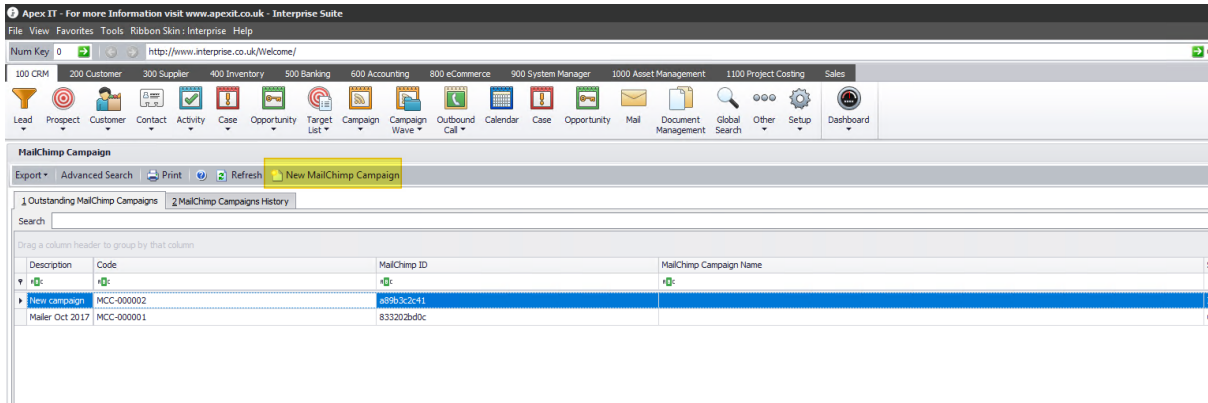 Apex IT - For more Information visit www.apexit.co.uk - Interprise Suite
File View Favorites Tools Ribbon Skin : Interprise Help
Num Key 0 http://www.interprise.co.uk/Welcome/
100 CRM 200 Customer 300 Supplier 400 Inventory 500 Banking 600 Accounting 800 eCommerce 900 System Manager 1000 Asset Management 1100 Project Costing Sales
Lead Prospect Customer Contact Activity Case Opportunity Target List Campaign Campaign Wave Outbound Call Calendar Case Opportunity Mail Document Management Global Search Other Setup Dashboard
MailChimp Campaign
Export Advanced Search Print Refresh New MailChimp Campaign
1 Outstanding MailChimp Campaigns 2 MailChimp Campaigns History
Search
Drag a column header to group by that column
Description Code MailChimp ID MailChimp Campaign Name
New campaign MCC-000002 a89b3c2c41
Mailer Oct 2017 MCC-000001 833202bd0c